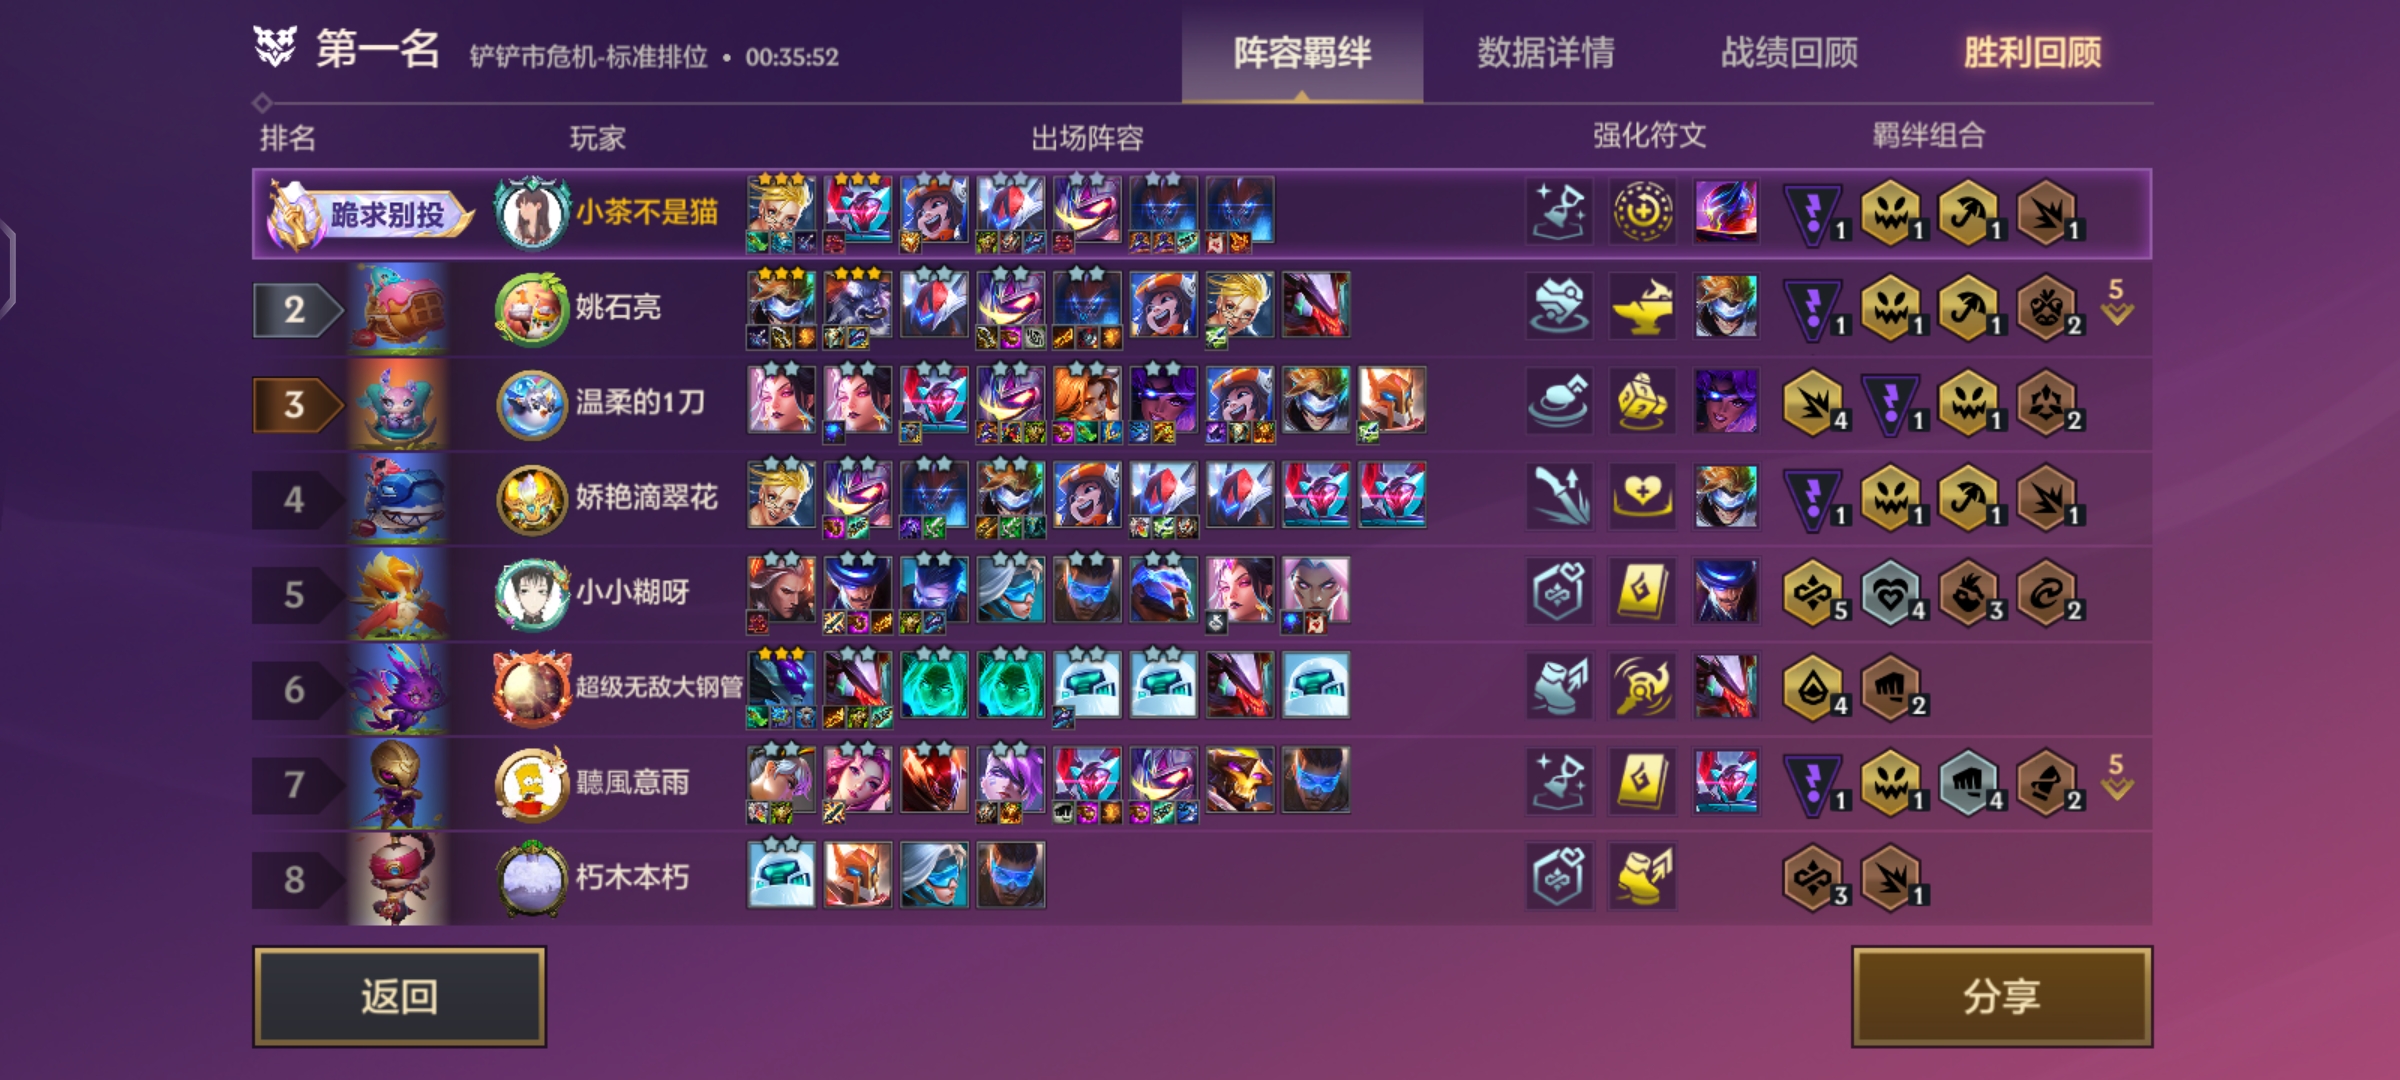 第一名 铲铲市危机-标准排位 • 00:35:52 阵容羁绊 数据详情 战绩回顾 胜利回顾
排名 玩家 出场阵容 强化符文 羁绊组合
跪求别投 小茶不是猫 1 1 1 1
2 姚石亮 1 1 1 2 5
3 温柔的1刀 4 1 1 2
4 娇艳滴翠花 1 1 1 1
5 小小糊呀 5 4 3 2
6 超级无敌大钢管 4 2
7 聽風意雨 1 1 4 2 5
8 朽木本朽 3 1
返回 分享